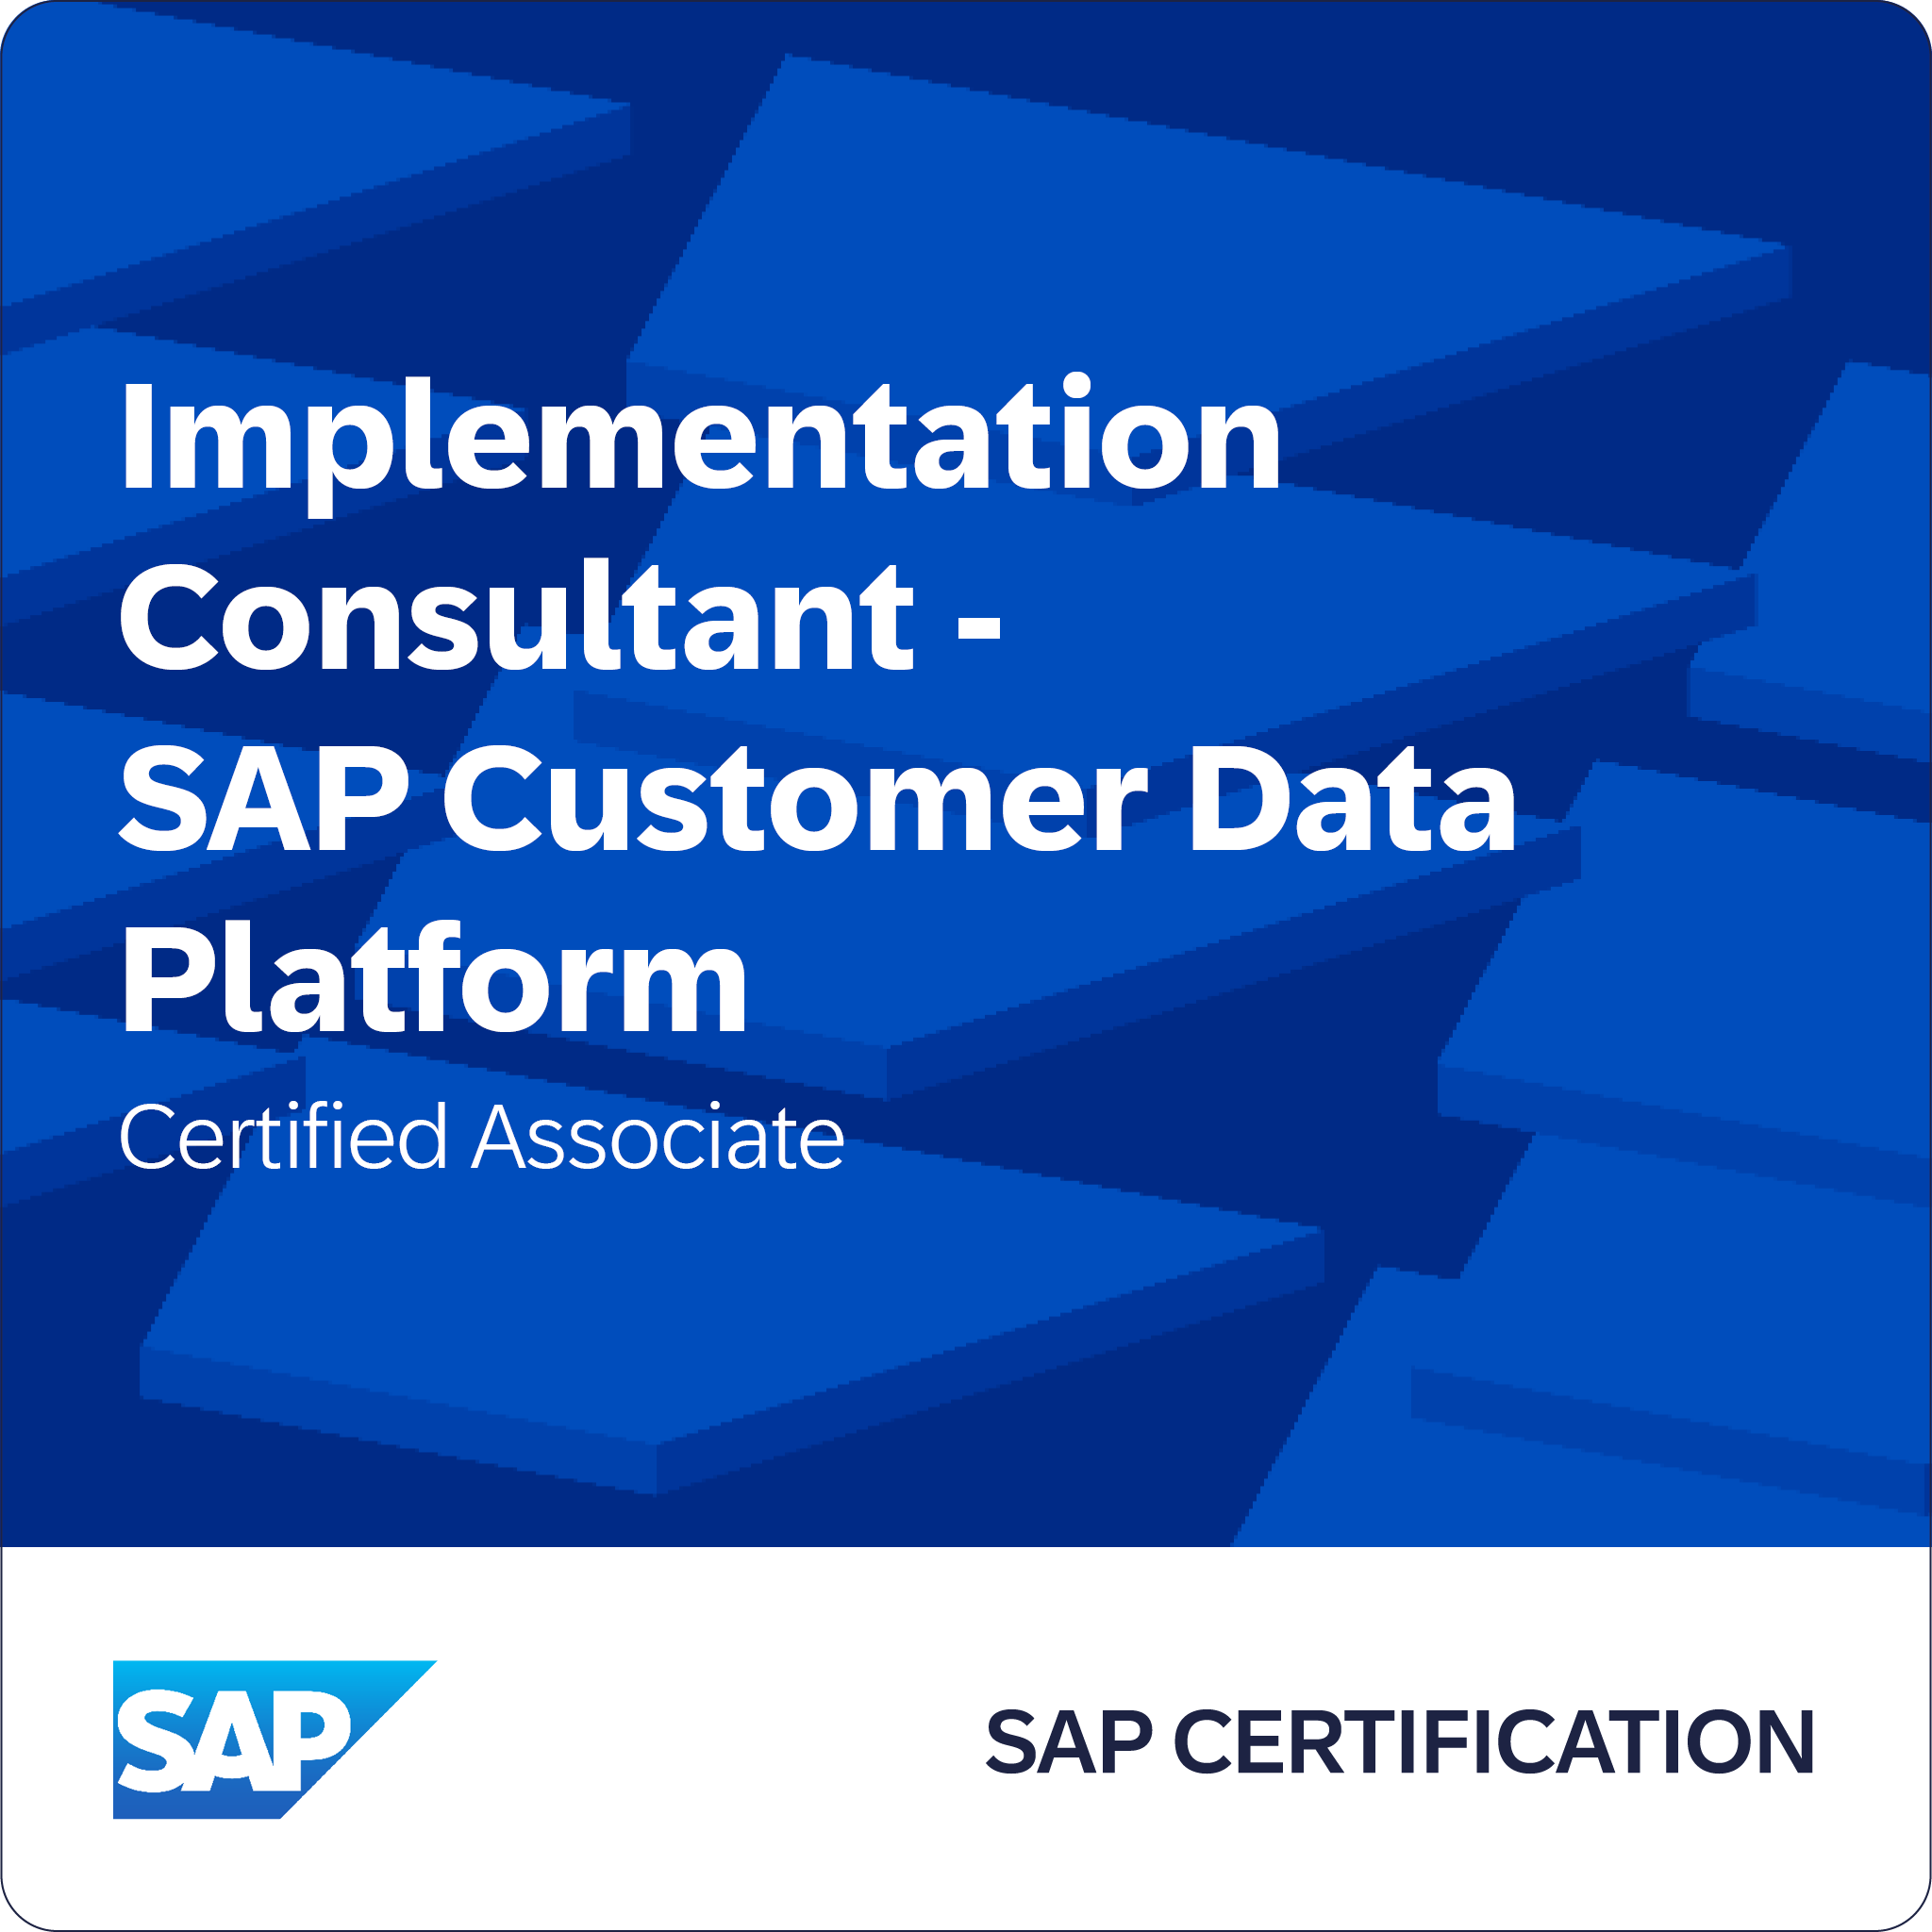 Implementation
Consultant -
SAP Customer Data
Platform
Certified Associate
SAP
SAP CERTIFICATION